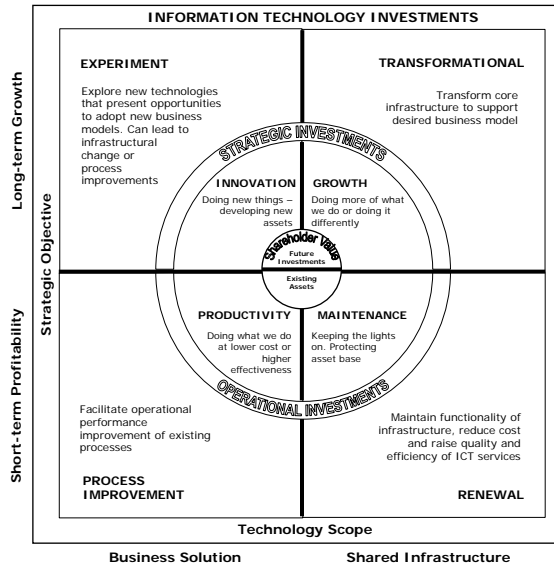 INFORMATION TECHNOLOGY INVESTMENTS
Long-term Growth
Short-term Profitability
Strategic Objective
EXPERIMENT
Explore new technologies
that present opportunities
to adopt new business
models. Can lead to
infrastructural
change or
process
improvements
TRANSFORMATIONAL
Transform core
infrastructure to support
desired business model
STRATEGIC INVESTMENTS
INNOVATION
Doing new things –
developing new
assets
GROWTH
Doing more of what
we do or doing it
differently
Shareholder Value
Future
Investments
Existing
Assets
PRODUCTIVITY
Doing what we do
at lower cost or
higher
effectiveness
MAINTENANCE
Keeping the lights
on. Protecting
asset base
OPERATIONAL INVESTMENTS
Facilitate operational
performance
improvement of existing
processes
PROCESS
IMPROVEMENT
Maintain functionality of
infrastructure, reduce cost
and raise quality and
efficiency of ICT services
RENEWAL
Technology Scope
Business Solution
Shared Infrastructure